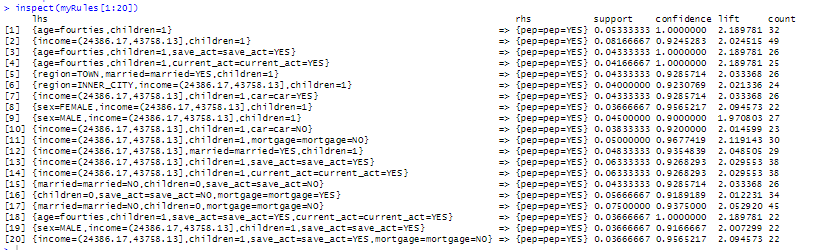 > inspect(myRules[1:20])
lhs rhs support confidence lift count
[1] {age=fourties,children=1} => {pep=pep=YES} 0.05333333 1.0000000 2.189781 32
[2] {income=(24386.17,43758.13],children=1} => {pep=pep=YES} 0.08166667 0.9245283 2.024515 49
[3] {age=fourties,children=1,save_act=save_act=YES} => {pep=pep=YES} 0.04333333 1.0000000 2.189781 26
[4] {age=fourties,children=1,current_act=current_act=YES} => {pep=pep=YES} 0.04166667 1.0000000 2.189781 25
[5] {region=TOWN,married=married=YES,children=1} => {pep=pep=YES} 0.04333333 0.9285714 2.033368 26
[6] {region=INNER_CITY,income=(24386.17,43758.13],children=1} => {pep=pep=YES} 0.04000000 0.9230769 2.021336 24
[7] {income=(24386.17,43758.13],children=1,car=car=YES} => {pep=pep=YES} 0.04333333 0.9285714 2.033368 26
[8] {sex=FEMALE,income=(24386.17,43758.13],children=1} => {pep=pep=YES} 0.03666667 0.9565217 2.094573 22
[9] {sex=MALE,income=(24386.17,43758.13],children=1} => {pep=pep=YES} 0.04500000 0.9000000 1.970803 27
[10] {income=(24386.17,43758.13],children=1,car=car=NO} => {pep=pep=YES} 0.03833333 0.9200000 2.014599 23
[11] {income=(24386.17,43758.13],children=1,mortgage=mortgage=NO} => {pep=pep=YES} 0.05000000 0.9677419 2.119143 30
[12] {income=(24386.17,43758.13],married=married=YES,children=1} => {pep=pep=YES} 0.04833333 0.9354839 2.048505 29
[13] {income=(24386.17,43758.13],children=1,save_act=save_act=YES} => {pep=pep=YES} 0.06333333 0.9268293 2.029553 38
[14] {income=(24386.17,43758.13],children=1,current_act=current_act=YES} => {pep=pep=YES} 0.06333333 0.9268293 2.029553 38
[15] {married=married=NO,children=0,save_act=save_act=NO} => {pep=pep=YES} 0.04333333 0.9285714 2.033368 26
[16] {children=0,save_act=save_act=NO,mortgage=mortgage=YES} => {pep=pep=YES} 0.05666667 0.9189189 2.012231 34
[17] {married=married=NO,children=0,mortgage=mortgage=NO} => {pep=pep=YES} 0.07500000 0.9375000 2.052920 45
[18] {age=fourties,children=1,save_act=save_act=YES,current_act=current_act=YES} => {pep=pep=YES} 0.03666667 1.0000000 2.189781 22
[19] {sex=MALE,income=(24386.17,43758.13],children=1,save_act=save_act=YES} => {pep=pep=YES} 0.03666667 0.9166667 2.007299 22
[20] {income=(24386.17,43758.13],children=1,save_act=save_act=YES,mortgage=mortgage=NO} => {pep=pep=YES} 0.03666667 0.9565217 2.094573 22